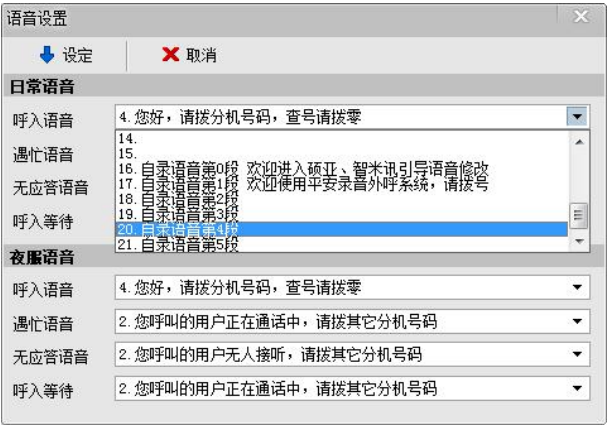 语音设置
设定 取消
日常语音
呼入语音 4. 您好，请拨分机号码，查号请拨零
遇忙语音
无应答语音
呼入等待
14.
15.
16. 自录语音第0段 欢迎进入硕亚、智米讯引导语音修改
17. 自录语音第1段 欢迎使用平安录音外呼系统，请拨号
18. 自录语音第2段
19. 自录语音第3段
20. 自录语音第4段
21. 自录语音第5段
夜服语音
呼入语音 4. 您好，请拨分机号码，查号请拨零
遇忙语音 2. 您呼叫的用户正在通话中，请拨其它分机号码
无应答语音 2. 您呼叫的用户无人接听，请拨其它分机号码
呼入等待 2. 您呼叫的用户正在通话中，请拨其它分机号码